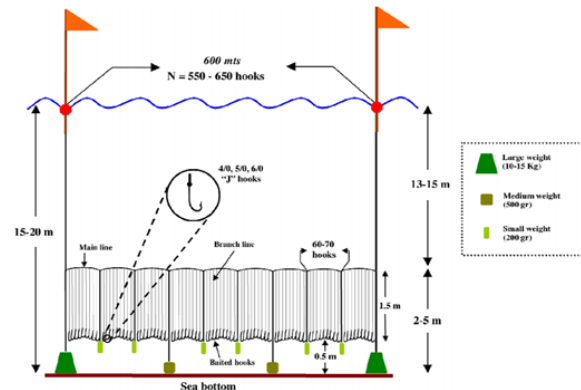 600 mts
N = 550 - 650 hooks
4/0, 5/0, 6/0
"J" hooks
15-20 m
13-15 m
Main line
Branch line
60-70
hooks
1.5 m
2-5 m
Baited hooks
0.5 m
Sea bottom
Large weight
(10-15 Kg)
Medium weight
(500 gr)
Small weight
(200 gr)